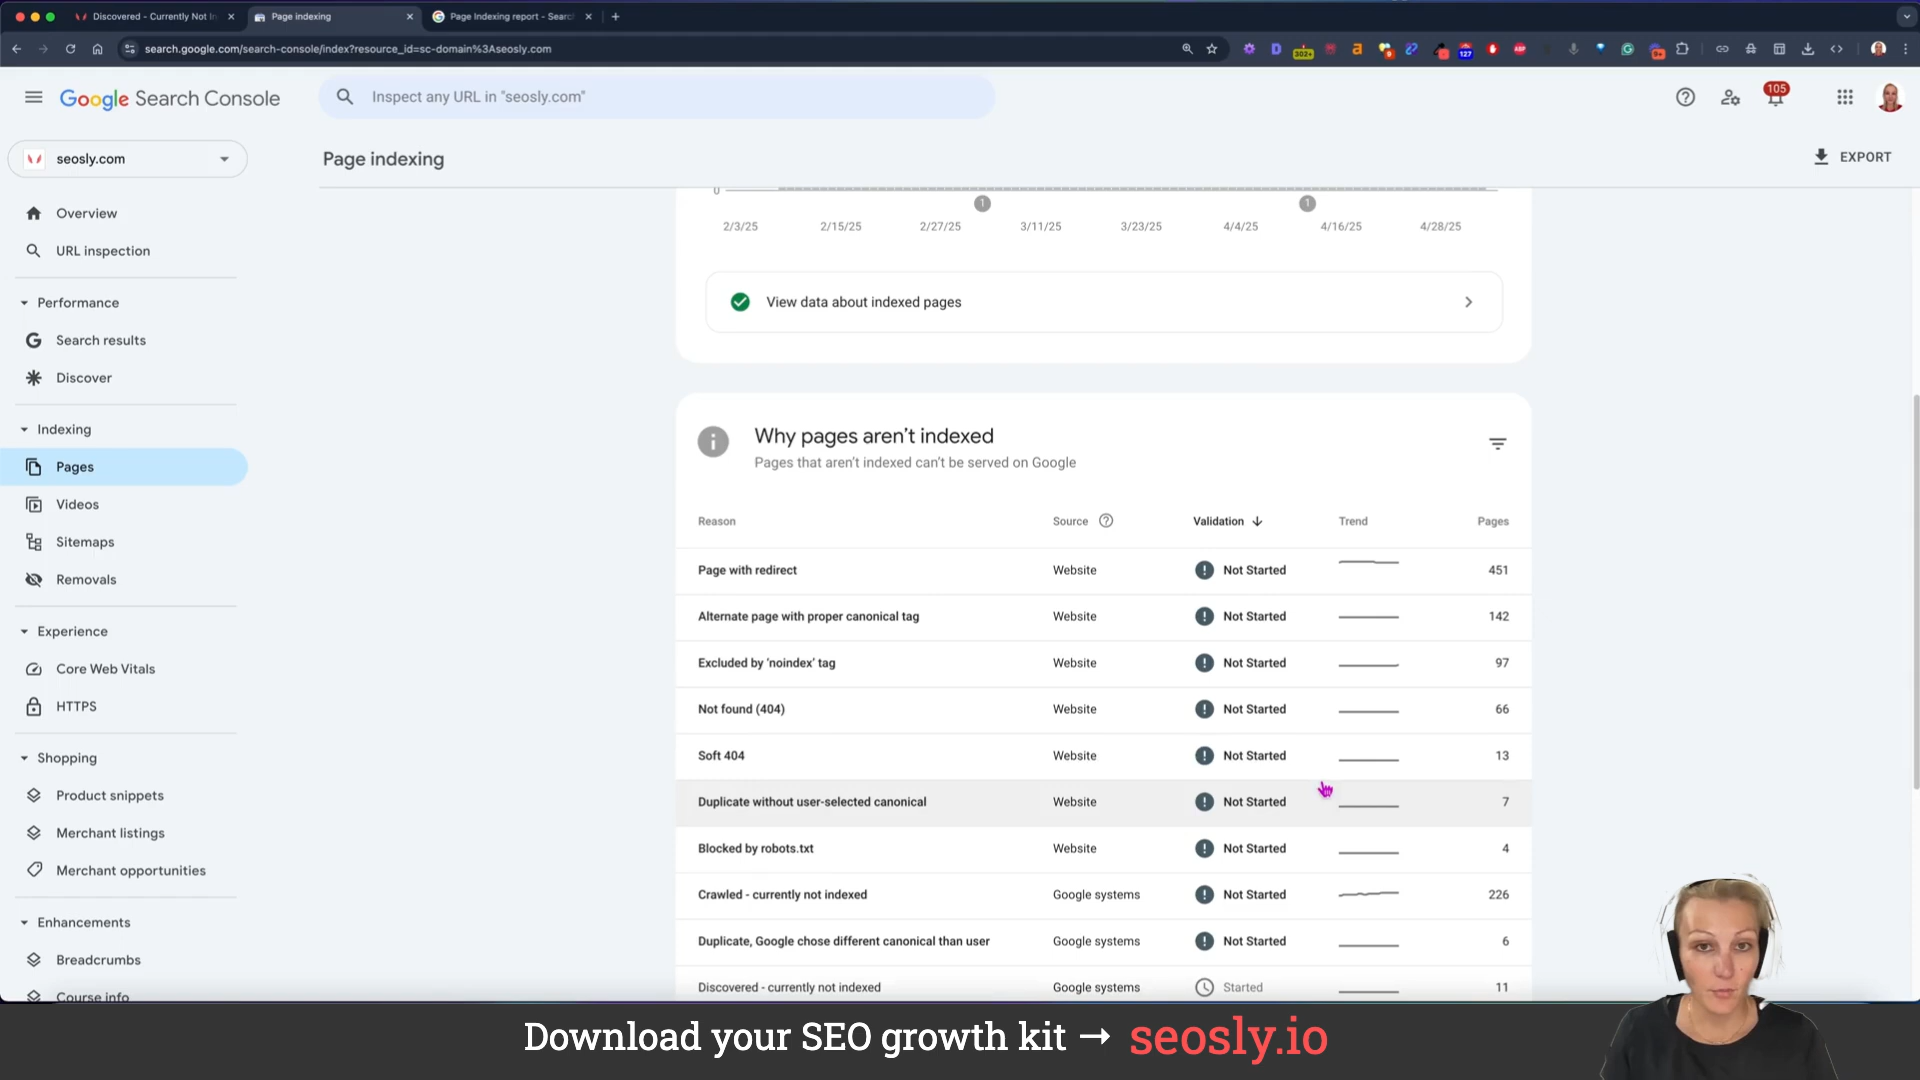 Discovered - Currently Not In
Page indexing
Page Indexing report - Search
search.google.com/search-console/index?resource_id=sc-domain%3Aseosly.com
Google Search Console
Inspect any URL in "seosly.com"
105
seosly.com
Page indexing
EXPORT
Overview
URL inspection
Performance
Search results
Discover
Indexing
Pages
Videos
Sitemaps
Removals
Experience
Core Web Vitals
HTTPS
Shopping
Product snippets
Merchant listings
Merchant opportunities
Enhancements
Breadcrumbs
Course info
0
1
1
2/3/25 2/15/25 2/27/25 3/11/25 3/23/25 4/4/25 4/16/25 4/28/25
View data about indexed pages
Why pages aren't indexed
Pages that aren't indexed can't be served on Google
Reason Source Validation Trend Pages
Page with redirect Website Not Started 451
Alternate page with proper canonical tag Website Not Started 142
Excluded by 'noindex' tag Website Not Started 97
Not found (404) Website Not Started 66
Soft 404 Website Not Started 13
Duplicate without user-selected canonical Website Not Started 7
Blocked by robots.txt Website Not Started 4
Crawled - currently not indexed Google systems Not Started 226
Duplicate, Google chose different canonical than user Google systems Not Started 6
Discovered - currently not indexed Google systems Started 11
Download your SEO growth kit → seosly.io